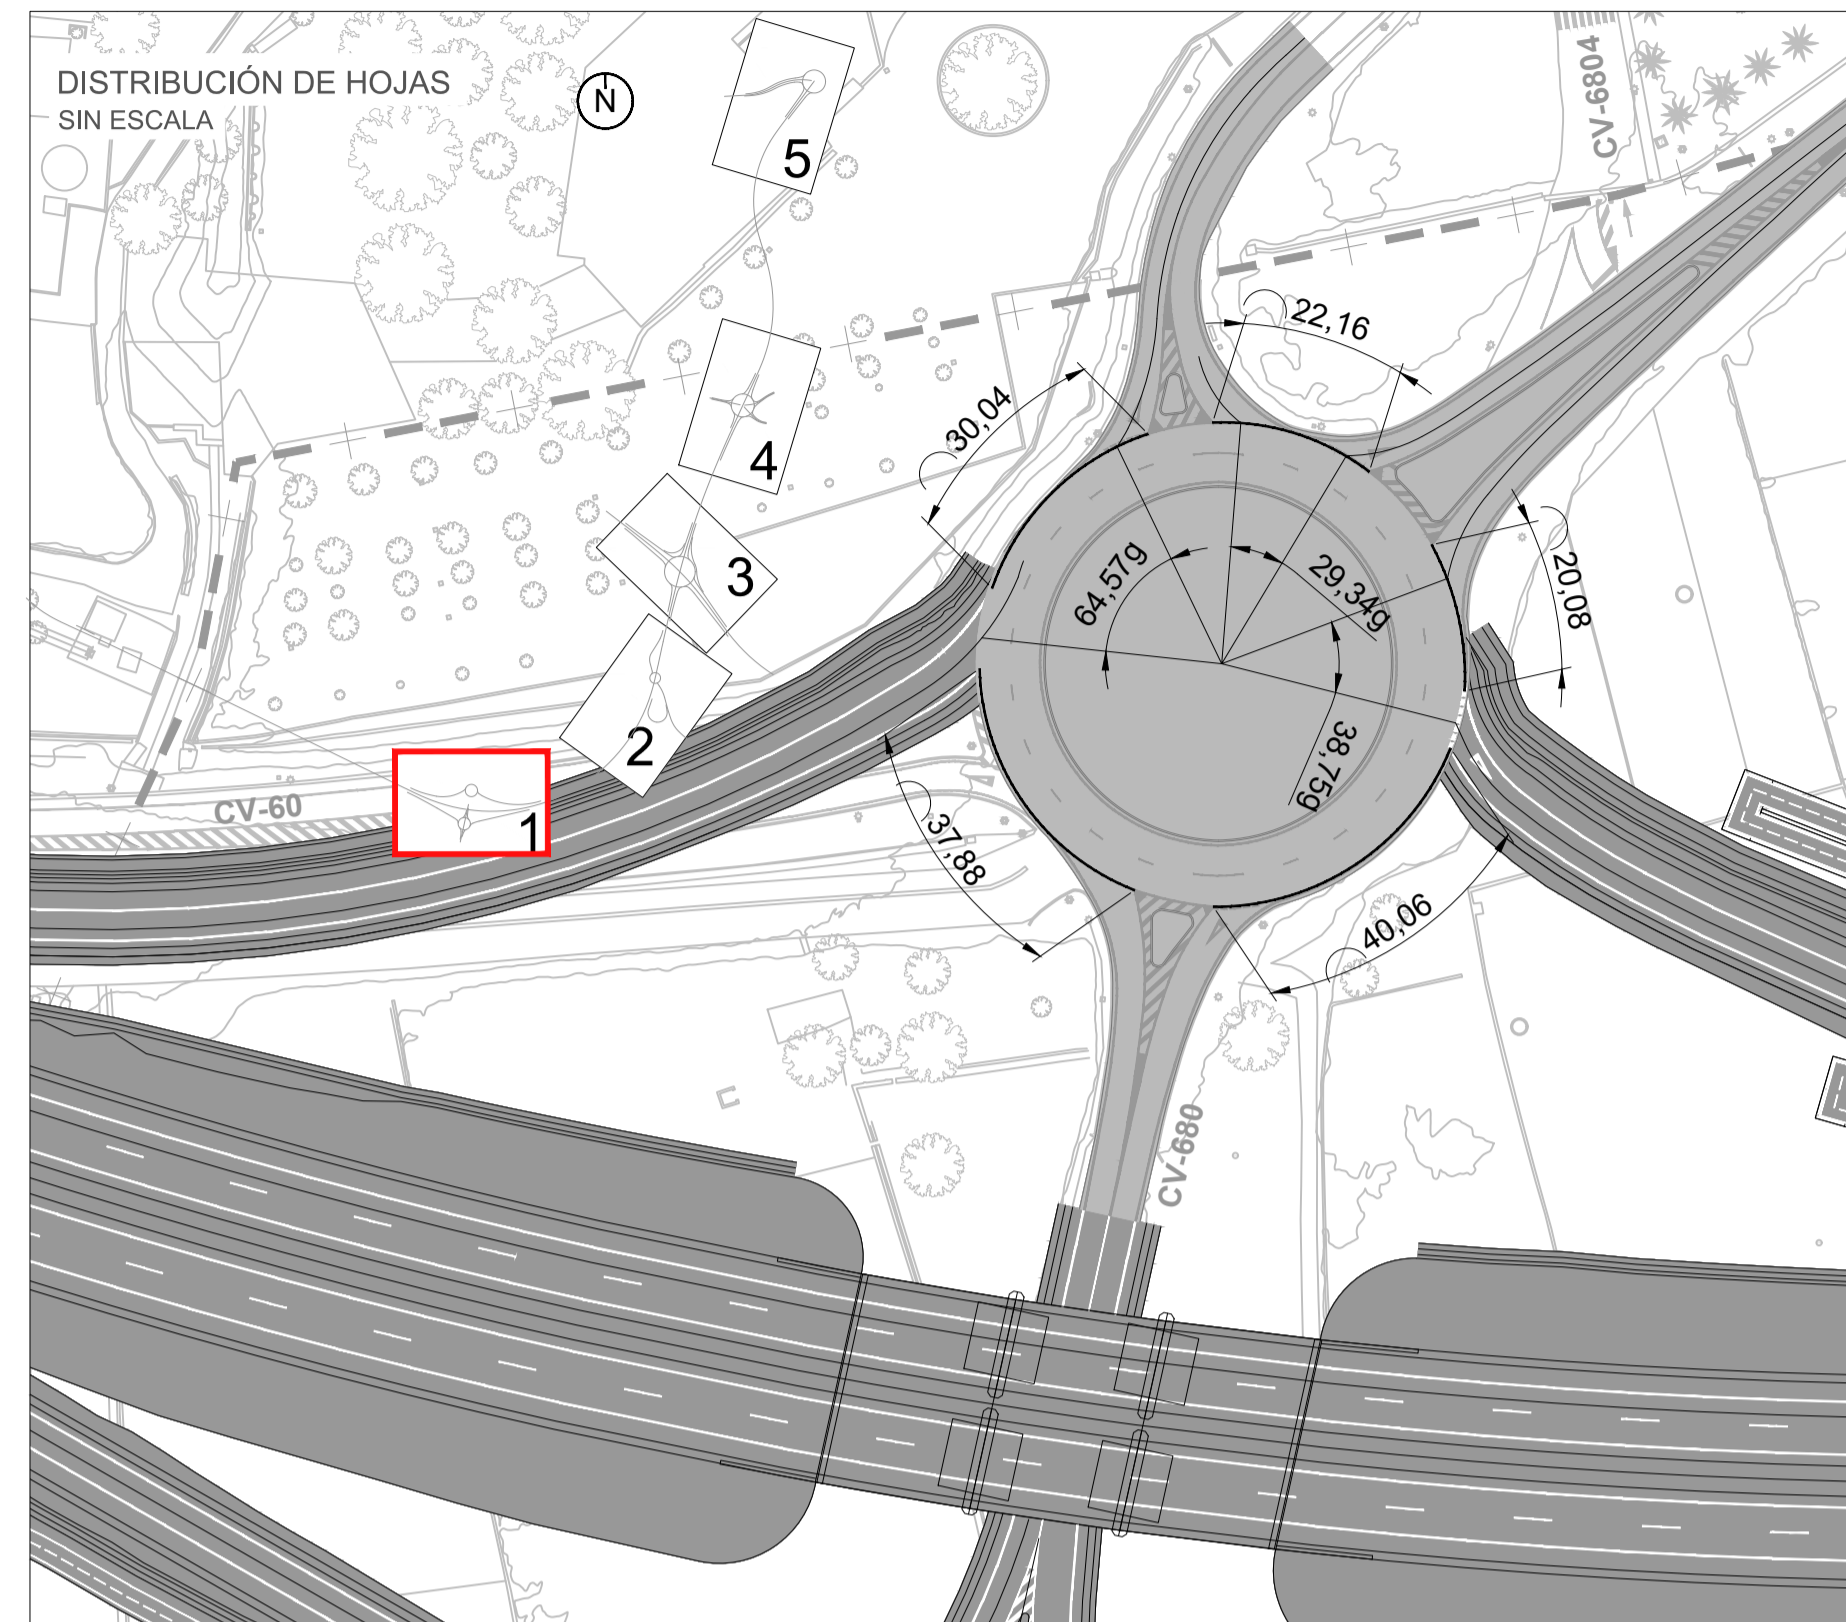 DISTRIBUCIÓN DE HOJAS
SIN ESCALA
N
5
CV-6804
22,16
30,04
4
3
64,57g
29,34g
20,08
2
38,75g
CV-60
1
37,88
40,06
CV-680